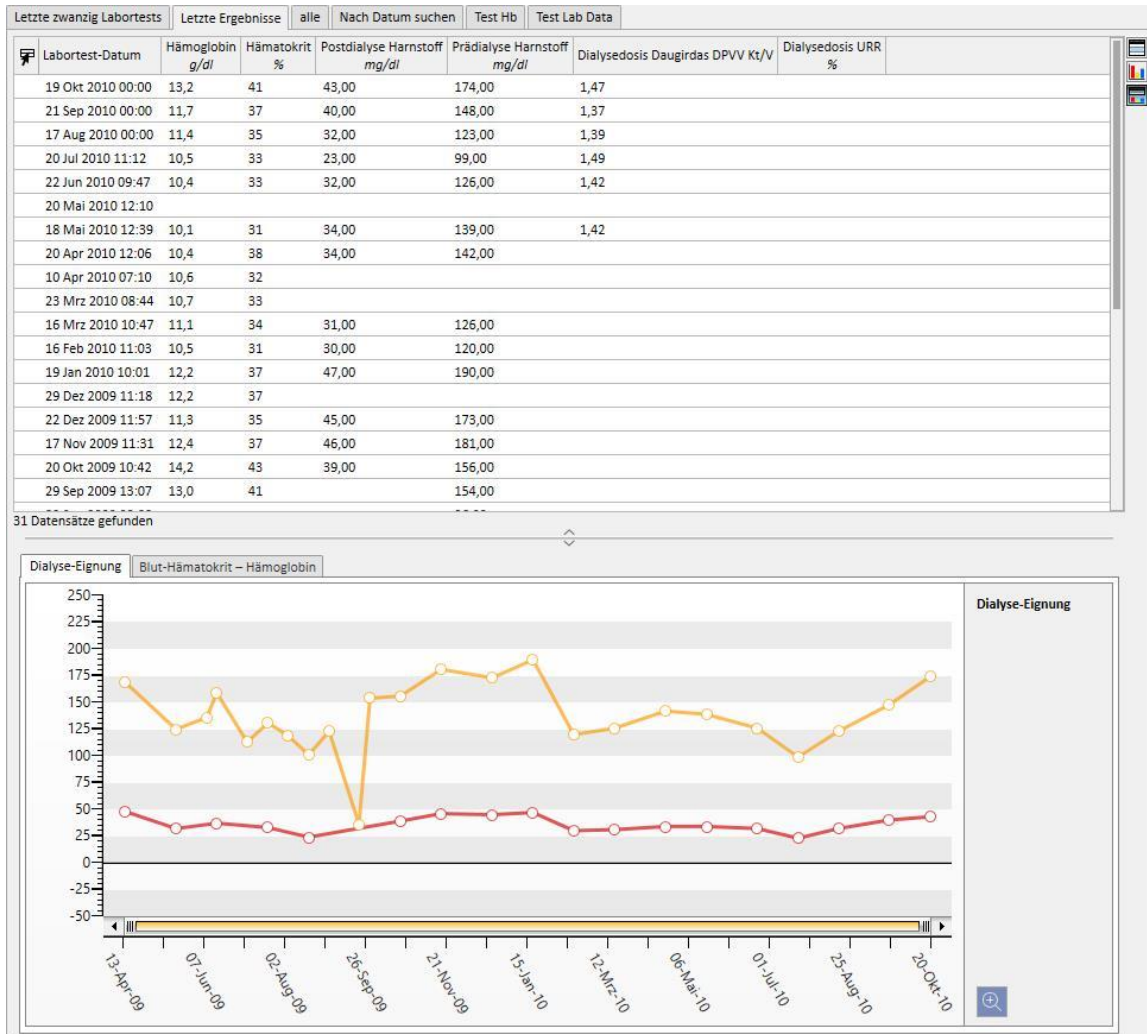 Letzte zwanzig Labortests Letzte Ergebnisse alle Nach Datum suchen Test Hb Test Lab Data
Labortest-Datum Hämoglobin g/dl Hämatokrit % Postdialyse Harnstoff mg/dl Prädialyse Harnstoff mg/dl Dialysedosis Daugirdas DPVV Kt/V Dialysedosis URR %
19 Okt 2010 00:00 13,2 41 43,00 174,00 1,47
21 Sep 2010 00:00 11,7 37 40,00 148,00 1,37
17 Aug 2010 00:00 11,4 35 32,00 123,00 1,39
20 Jul 2010 11:12 10,5 33 23,00 99,00 1,49
22 Jun 2010 09:47 10,4 33 32,00 126,00 1,42
20 Mai 2010 12:10
18 Mai 2010 12:39 10,1 31 34,00 139,00 1,42
20 Apr 2010 12:06 10,4 38 34,00 142,00
10 Apr 2010 07:10 10,6 32
23 Mrz 2010 08:44 10,7 33
16 Mrz 2010 10:47 11,1 34 31,00 126,00
16 Feb 2010 11:03 10,5 31 30,00 120,00
19 Jan 2010 10:01 12,2 37 47,00 190,00
29 Dez 2009 11:18 12,2 37
22 Dez 2009 11:57 11,3 35 45,00 173,00
17 Nov 2009 11:31 12,4 37 46,00 181,00
20 Okt 2009 10:42 14,2 43 39,00 156,00
29 Sep 2009 13:07 13,0 41 154,00
31 Datensätze gefunden
Dialyse-Eignung Blut-Hämatokrit – Hämoglobin
Dialyse-Eignung
250
225
200
175
150
125
100
75
50
25
0
-25
-50
13-Apr-09 07-Jun-09 02-Aug-09 26-Sep-09 21-Nov-09 15-Jan-10 12-Mrz-10 06-Mai-10 01-Jul-10 25-Aug-10 20-Okt-10